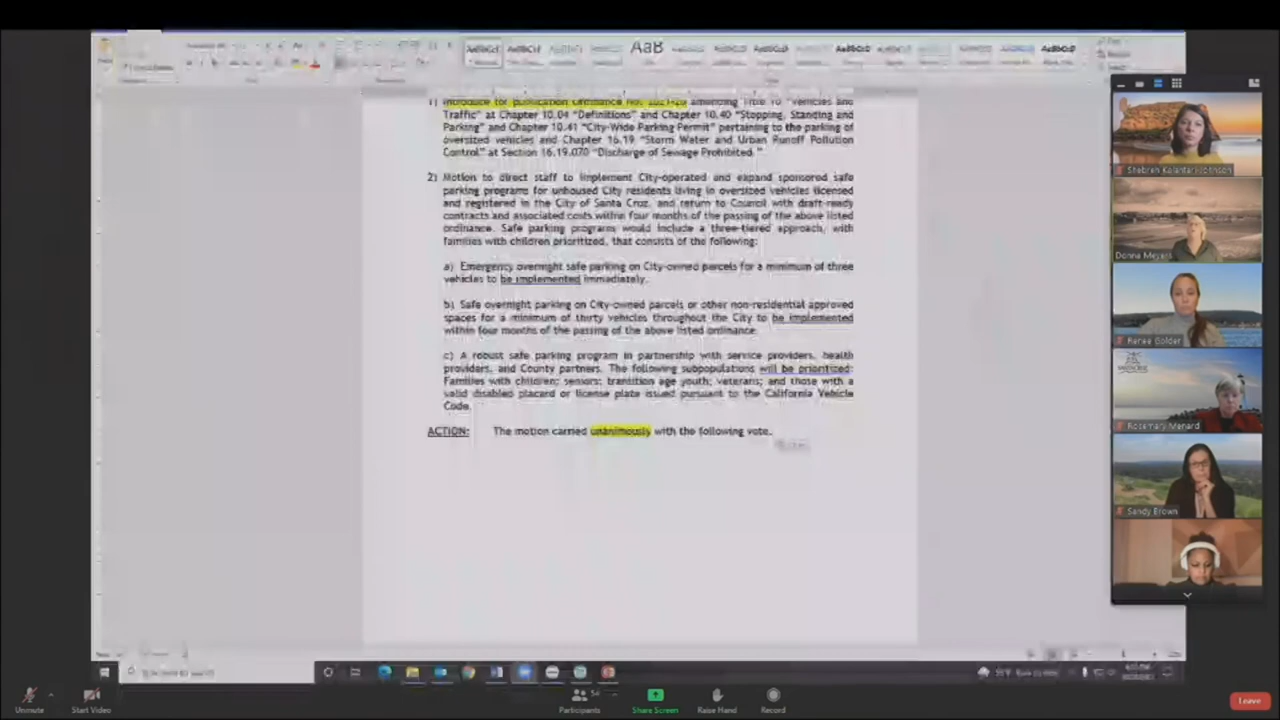 AaB
1) Introduce for publication Ordinance No. 2021-20 amending Title 10 "Vehicles and
Traffic" at Chapter 10.04 "Definitions" and Chapter 10.40 "Stopping, Standing and
Parking" and Chapter 10.41 "City-Wide Parking Permit" pertaining to the parking of
oversized vehicles and Chapter 16.19 "Storm Water and Urban Runoff Pollution
Control" at Section 16.19.070 "Discharge of Sewage Prohibited."
2) Motion to direct staff to implement City-operated and expand sponsored safe
parking programs for unhoused City residents living in oversized vehicles licensed
and registered in the City of Santa Cruz, and return to Council with draft-ready
contracts and associated costs within four months of the passing of the above listed
ordinance. Safe parking programs would include a three-tiered approach, with
families with children prioritized, that consists of the following:
a) Emergency overnight safe parking on City-owned parcels for a minimum of three
vehicles to be implemented immediately.
b) Safe overnight parking on City-owned parcels or other non-residential approved
spaces for a minimum of thirty vehicles throughout the City to be implemented
within four months of the passing of the above listed ordinance.
c) A robust safe parking program in partnership with service providers, health
providers, and County partners. The following subpopulations will be prioritized:
Families with children; seniors; transition age youth; veterans; and those with a
valid disabled placard or license plate issued pursuant to the California Vehicle
Code.
ACTION: The motion carried unanimously with the following vote.
Shebreh Kalantari-Johnson
Donna Meyers
Renee Golder
Rosemary Menard
Sandy Brown
Unmute
Start Video
Participants
54
Share Screen
Raise Hand
Record
Leave